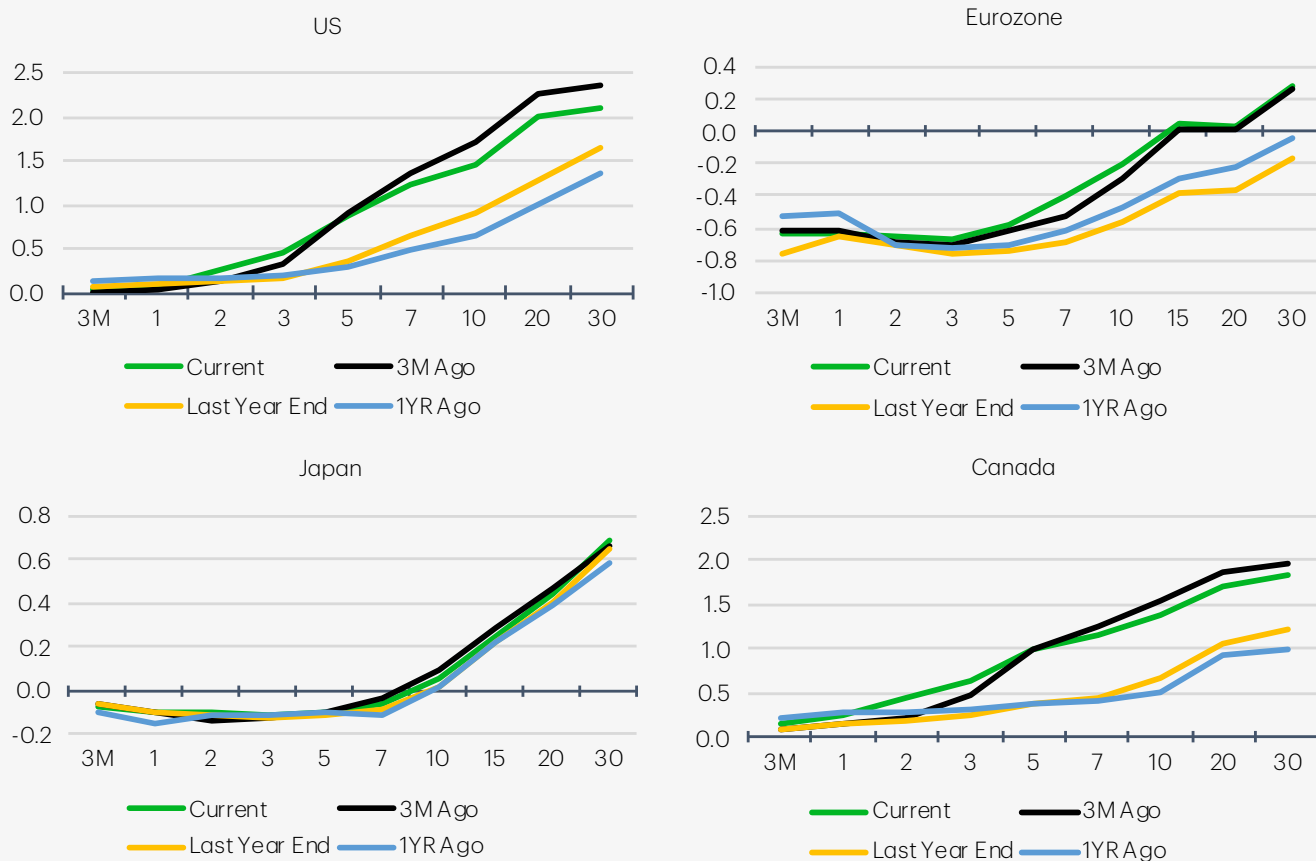 US
2.5
2.0
1.5
1.0
0.5
0.0
3M 1 2 3 5 7 10 20 30
Current 3M Ago
Last Year End 1YR Ago
Eurozone
0.4
0.2
0.0
-0.2
-0.4
-0.6
-0.8
-1.0
3M 1 2 3 5 7 10 15 20 30
Current 3M Ago
Last Year End 1YR Ago
Japan
0.8
0.6
0.4
0.2
0.0
-0.2
3M 1 2 3 5 7 10 15 20 30
Current 3M Ago
Last Year End 1YR Ago
Canada
2.5
2.0
1.5
1.0
0.5
0.0
3M 1 2 3 5 7 10 20 30
Current 3M Ago
Last Year End 1YR Ago